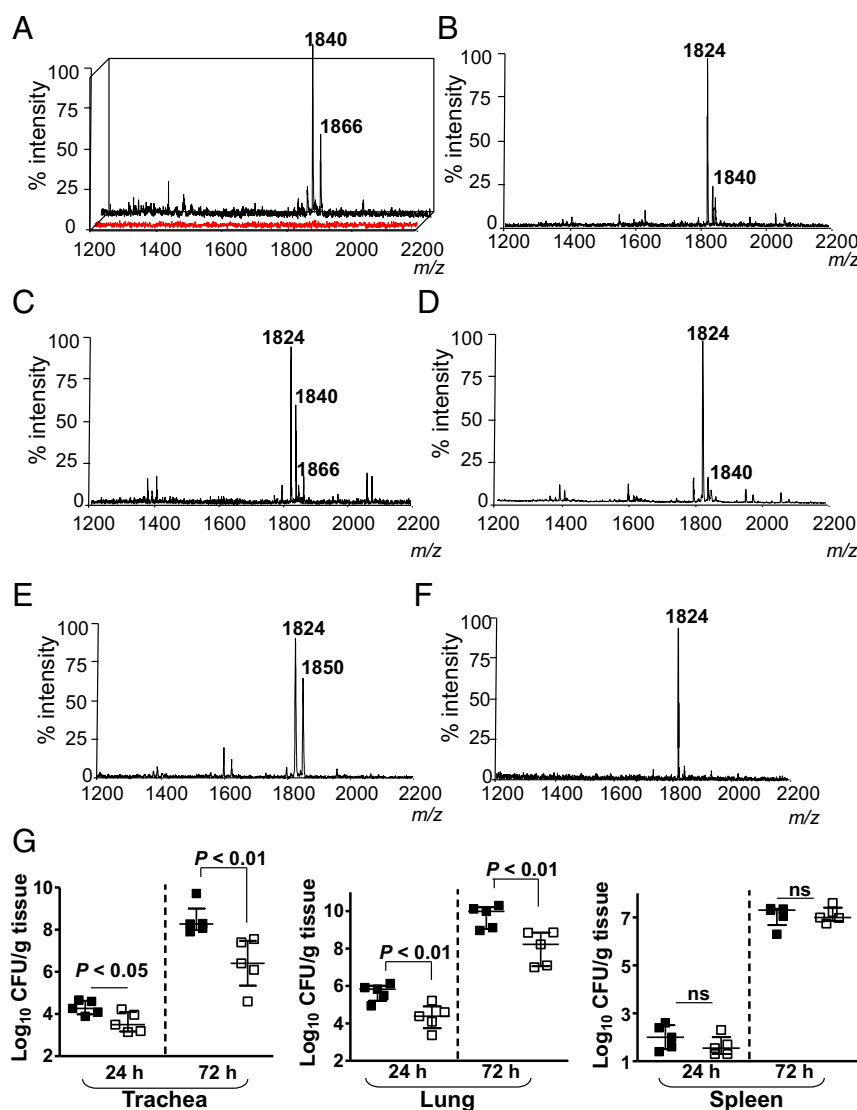 A
1840
1866
% intensity
100
75
50
25
0
1200 1400 1600 1800 2000 2200
m/z
B
1824
1840
% intensity
100
75
50
25
0
1200 1400 1600 1800 2000 2200
m/z
C
1824
1840
1866
% intensity
100
75
50
25
0
1200 1400 1600 1800 2000 2200
m/z
D
1824
1840
% intensity
100
75
50
25
0
1200 1400 1600 1800 2000 2200
m/z
E
1824
1850
% intensity
100
75
50
25
0
1200 1400 1600 1800 2000 2200
m/z
F
1824
% intensity
100
75
50
25
0
1200 1400 1600 1800 2000 2200
m/z
G
Log10 CFU/g tissue
10
8
6
4
2
P < 0.05
P < 0.01
24 h 72 h
Trachea
Log10 CFU/g tissue
10
8
6
4
2
P < 0.01
P < 0.01
24 h 72 h
Lung
Log10 CFU/g tissue
7
4
1
ns
ns
24 h 72 h
Spleen